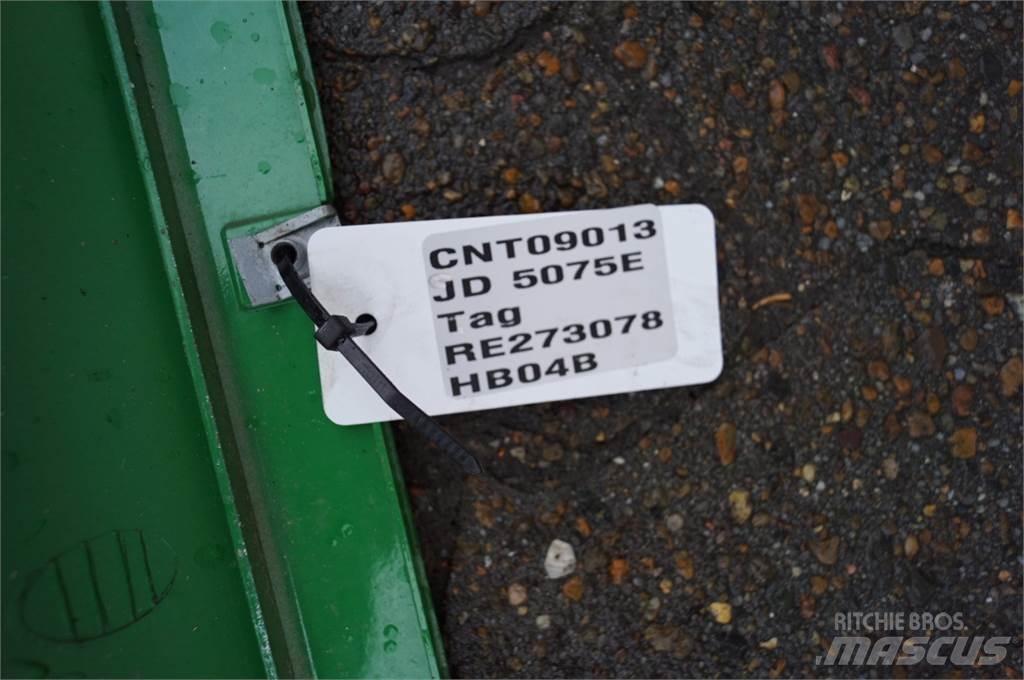 CNT09013
JD 5075E
Tag
RE273078
HB04B
RITCHIE BROS.
MASCUS